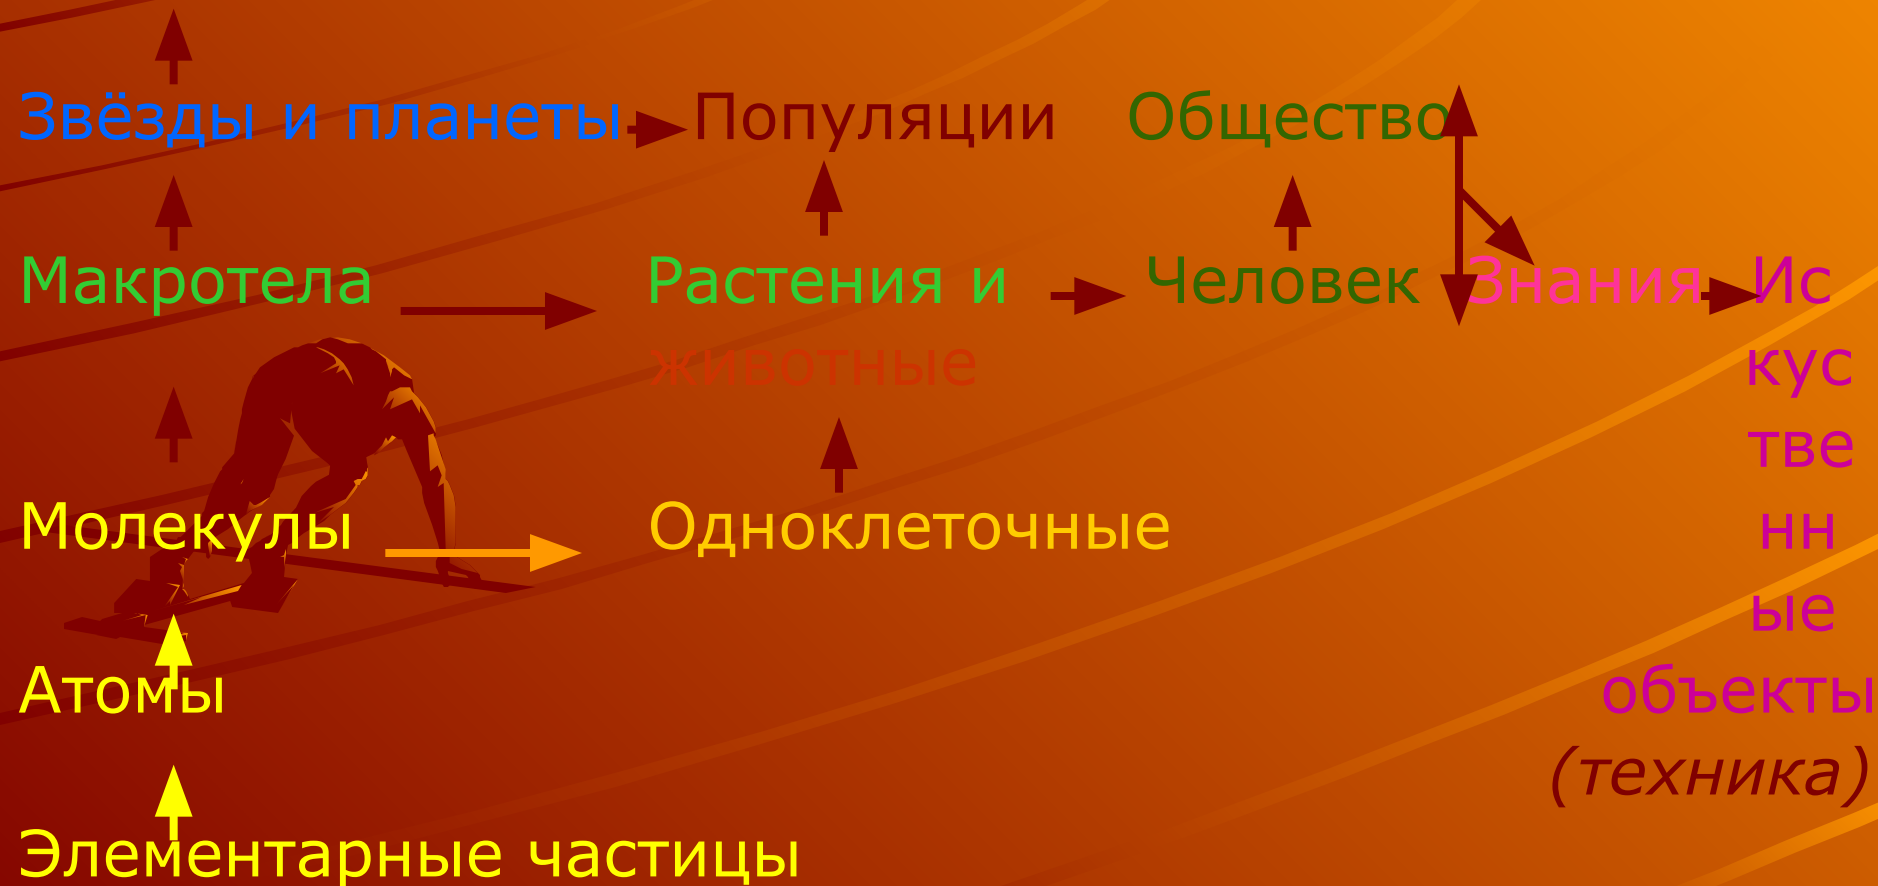 Звёзды и планеты Популяции Общество
Макротела Растения и Человек Знания Ис
животные кус
тве
Молекулы Одноклеточные нн
ые
Атомы объекты
(техника)
Элементарные частицы